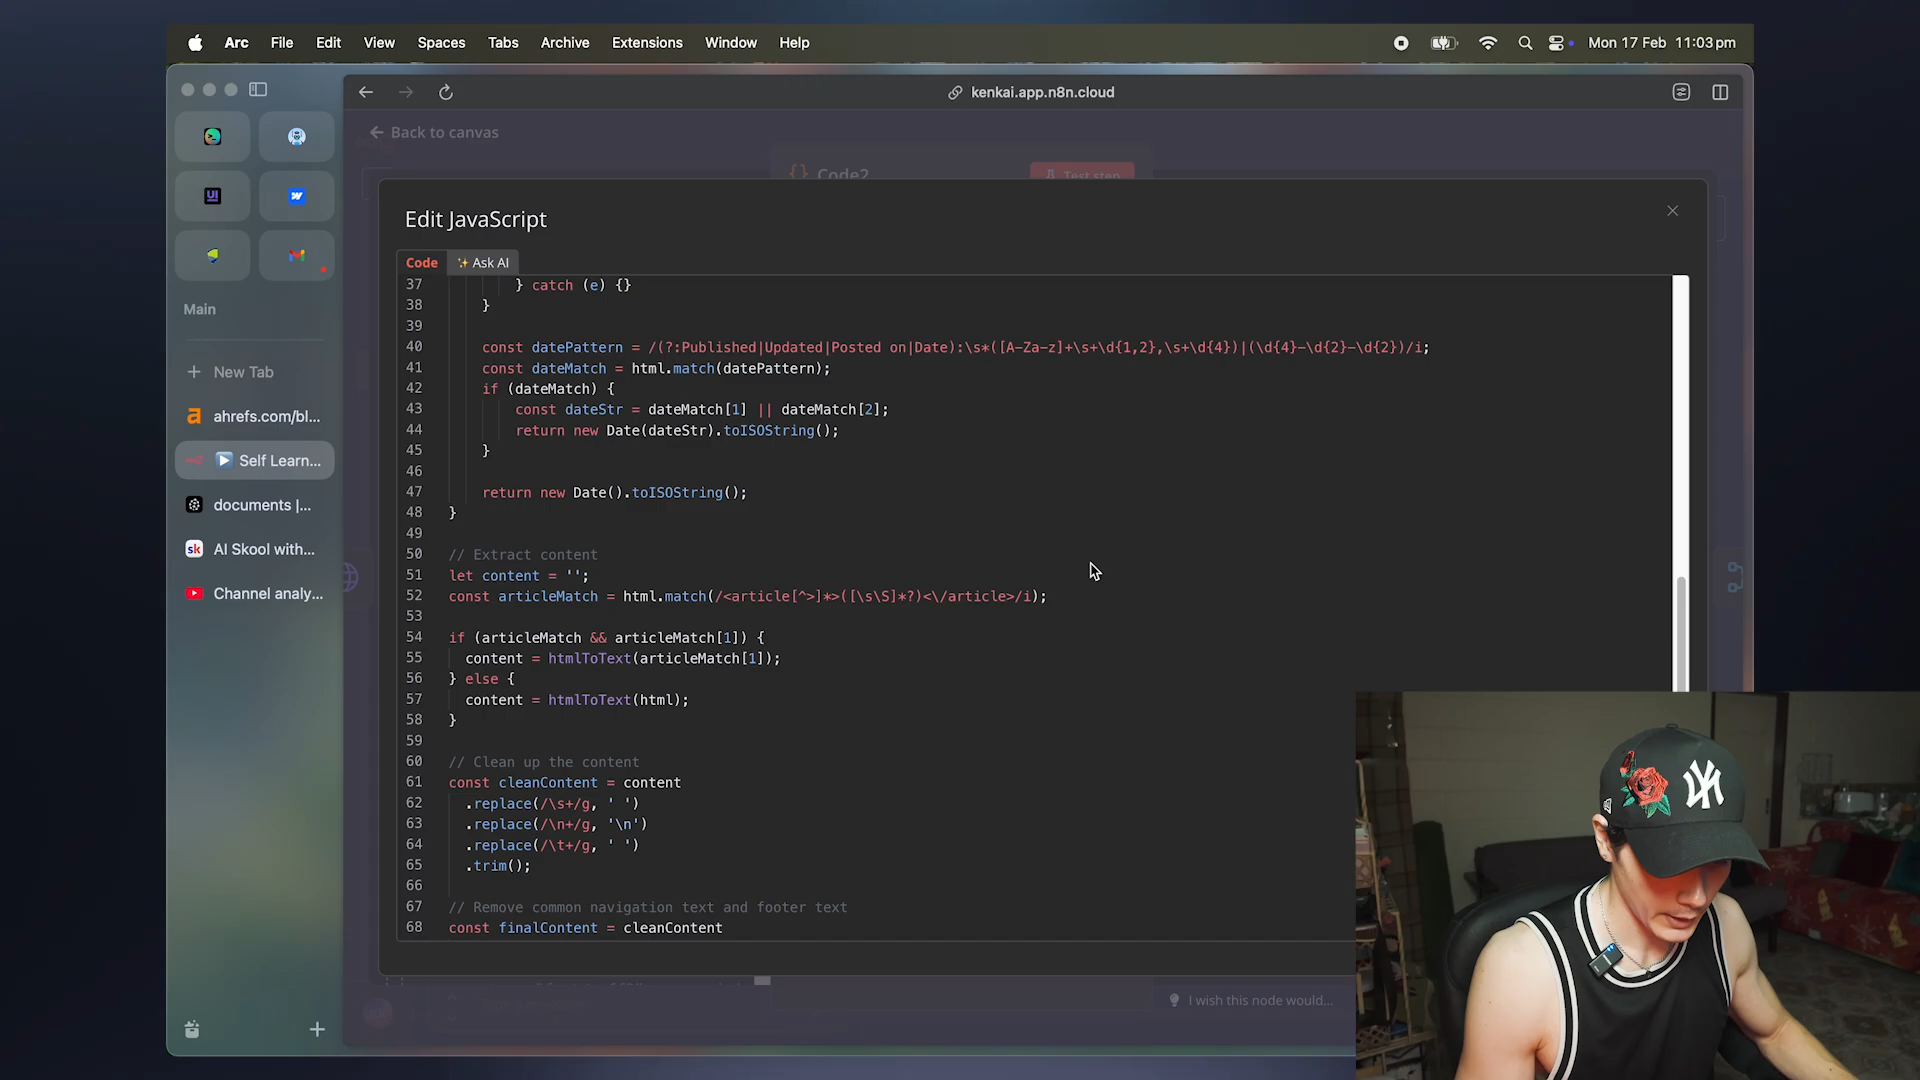 Arc File Edit View Spaces Tabs Archive Extensions Window Help
Mon 17 Feb 11:03 pm
kenkai.app.n8n.cloud
Back to canvas
Code2
Test step
Main
New Tab
ahrefs.com/bl...
Self Learn...
documents |...
AI Skool with...
Channel analy...
Edit JavaScript
Code Ask AI
37 } catch (e) {}
38 }
39
40 const datePattern = /(?:Published|Updated|Posted on|Date):\s*([A-Za-z]+\s+\d{1,2},\s+\d{4})|(\d{4}-\d{2}-\d{2})/i;
41 const dateMatch = html.match(datePattern);
42 if (dateMatch) {
43 const dateStr = dateMatch[1] || dateMatch[2];
44 return new Date(dateStr).toISOString();
45 }
46
47 return new Date().toISOString();
48 }
49
50 // Extract content
51 let content = '';
52 const articleMatch = html.match(/<article[^>]*>([\s\S]*?)<\/article>/i);
53
54 if (articleMatch && articleMatch[1]) {
55 content = htmlToText(articleMatch[1]);
56 } else {
57 content = htmlToText(html);
58 }
59
60 // Clean up the content
61 const cleanContent = content
62 .replace(/\s+/g, ' ')
63 .replace(/\n+/g, '\n')
64 .replace(/\t+/g, ' ')
65 .trim();
66
67 // Remove common navigation text and footer text
68 const finalContent = cleanContent
I wish this node would...